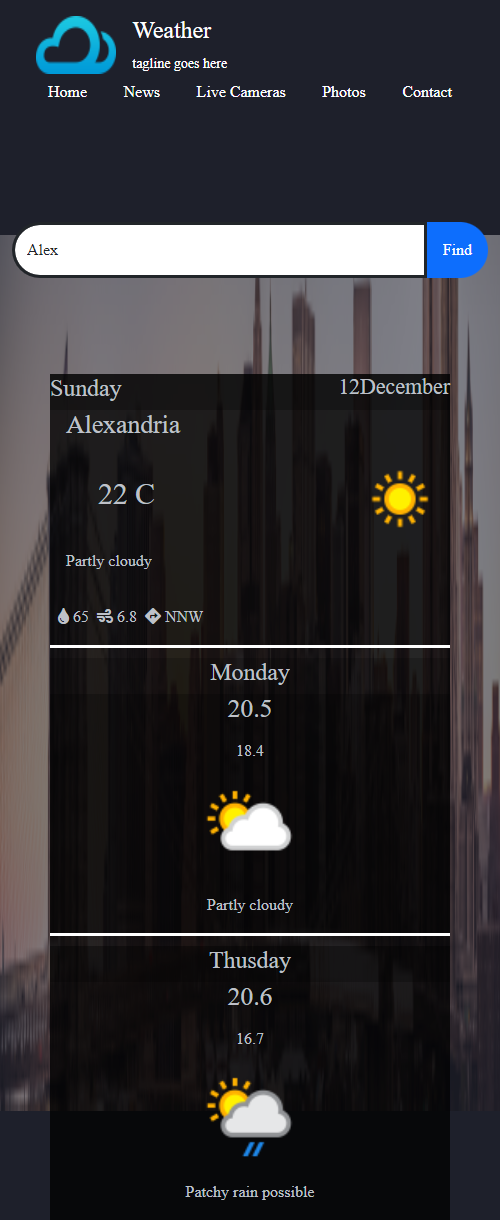 Weather
tagline goes here
Home News Live Cameras Photos Contact
Alex Find
Sunday 12December
Alexandria
22 C
Partly cloudy
65 6.8 NNW
Monday
20.5
18.4
Partly cloudy
Thusday
20.6
16.7
Patchy rain possible